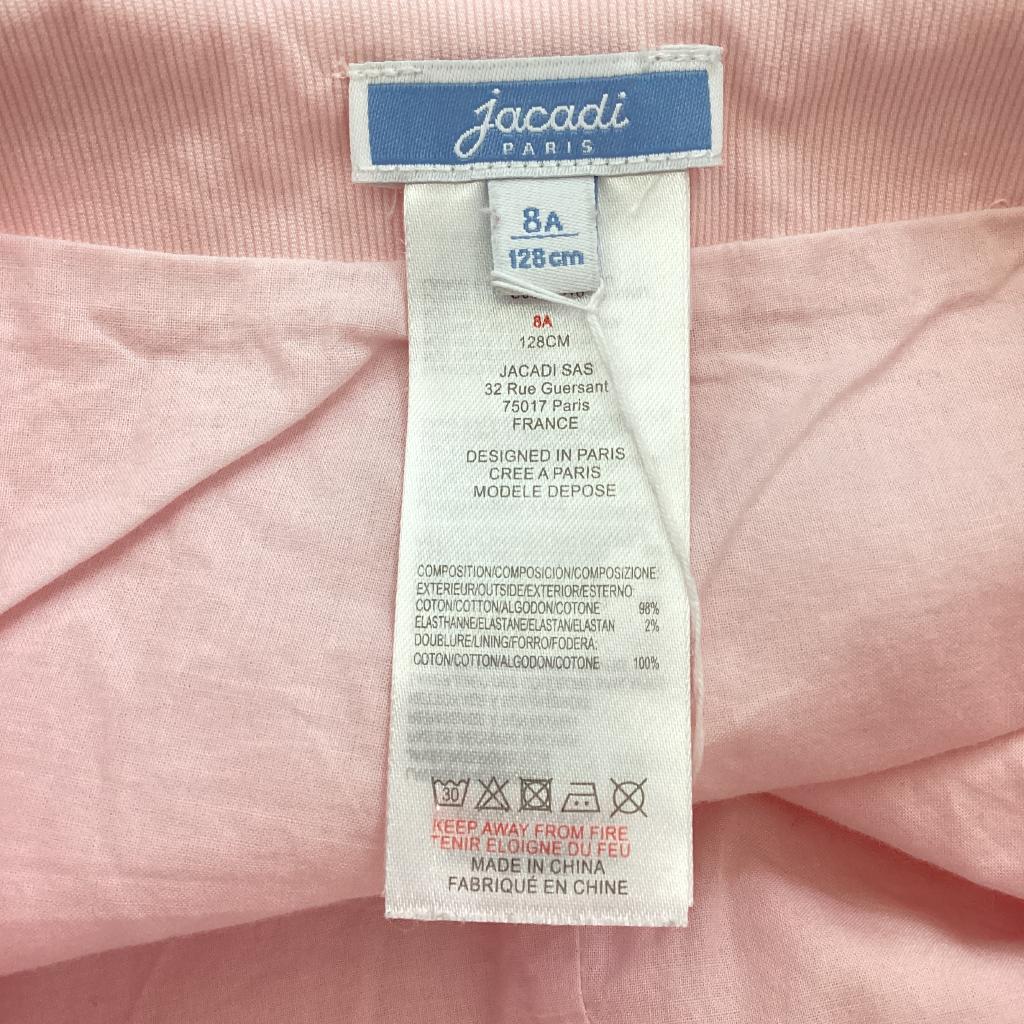 jacadi
PARIS
8A
128cm
8A
128CM
JACADI SAS
32 Rue Guersant
75017 Paris
FRANCE
DESIGNED IN PARIS
CREE A PARIS
MODELE DEPOSE
COMPOSITION/COMPOSICIÓN/COMPOSIZIONE:
EXTERIEUR/OUTSIDE/EXTERIOR/ESTERNO:
COTON/COTTON/ALGODON/COTONE 98%
ELASTHANNE/ELASTANE/ELASTAN/ELASTAN 2%
DOUBLURE/LINING/FORRO/FODERA:
COTON/COTTON/ALGODON/COTONE 100%
30
KEEP AWAY FROM FIRE
TENIR ELOIGNE DU FEU
MADE IN CHINA
FABRIQUÉ EN CHINE